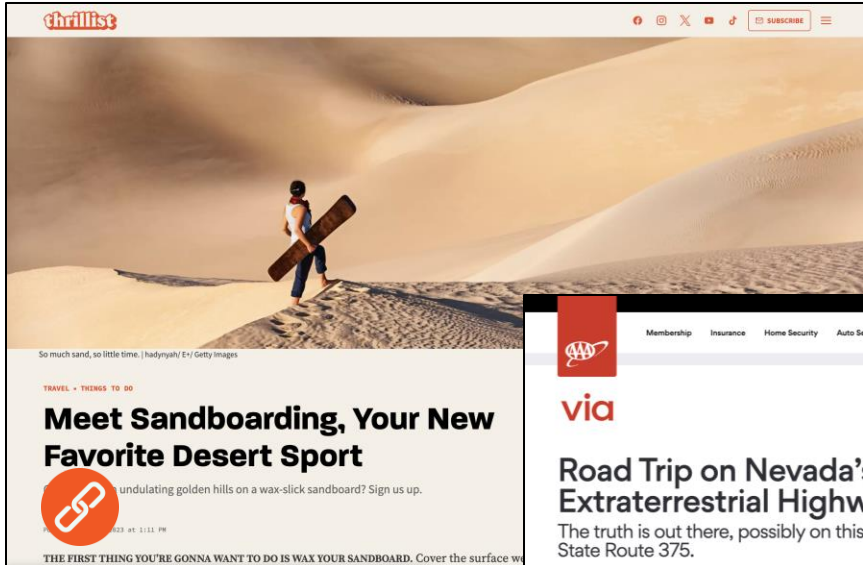 thrillist
SUBSCRIBE
So much sand, so little time. | hadynyah/ E+/ Getty Images
TRAVEL • THINGS TO DO
Meet Sandboarding, Your New
Favorite Desert Sport
undulating golden hills on a wax-slick sandboard? Sign us up.
at 1:11 PM
THE FIRST THING YOU'RE GONNA WANT TO DO IS WAX YOUR SANDBOARD. Cover the surface
AAA
Membership Insurance Home Security Auto
via
Road Trip on Nevada's
Extraterrestrial
The truth is out there, possibly on this
State Route 375.